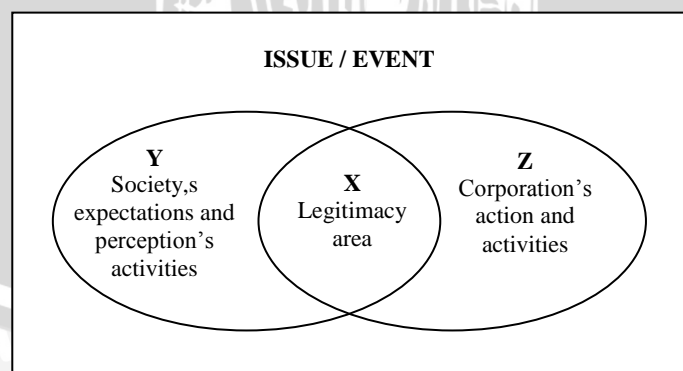 ISSUE / EVENT
Y
Society,s
expectations and
perception's
activities
X
Legitimacy
area
Z
Corporation's
action and
activities